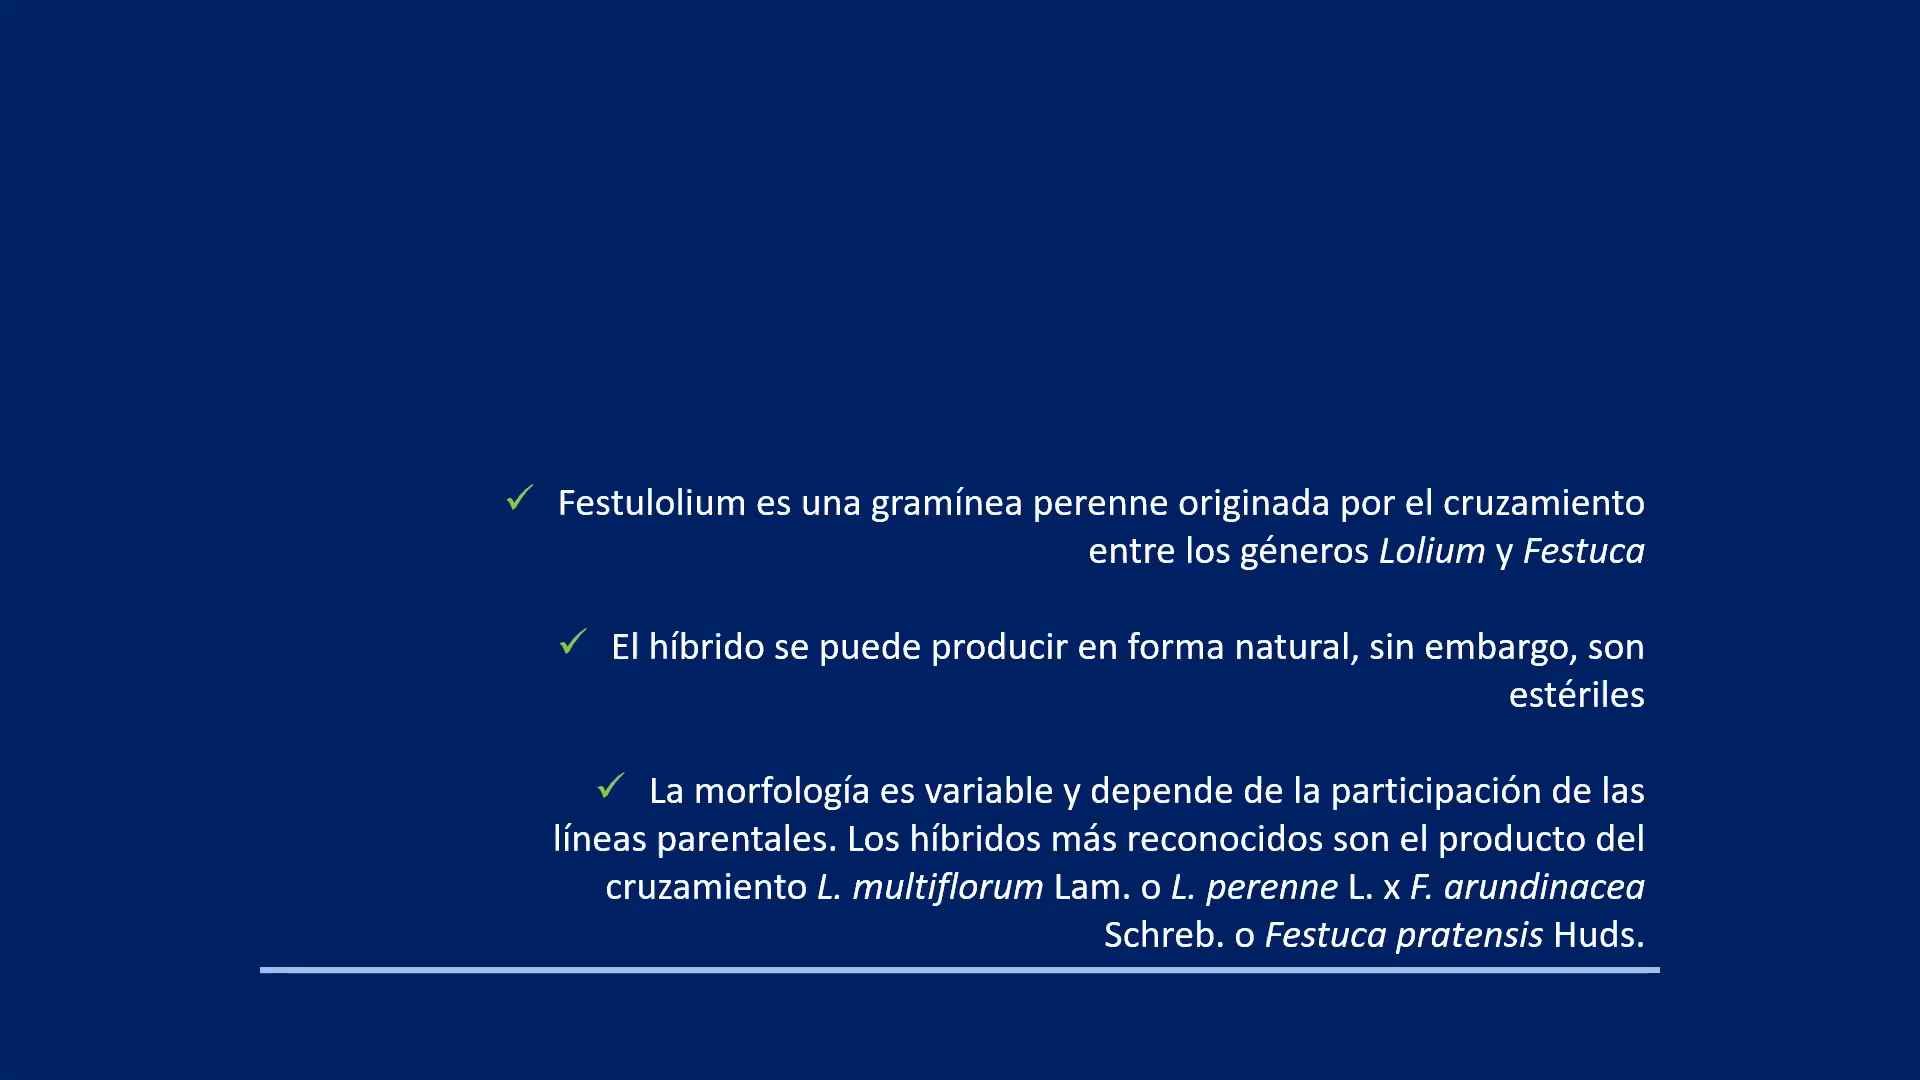 ✓ Festulolium es una gramínea perenne originada por el cruzamiento
entre los géneros Lolium y Festuca
✓ El híbrido se puede producir en forma natural, sin embargo, son
estériles
✓ La morfología es variable y depende de la participación de las
líneas parentales. Los híbridos más reconocidos son el producto del
cruzamiento L. multiflorum Lam. o L. perenne L. x F. arundinacea
Schreb. o Festuca pratensis Huds.